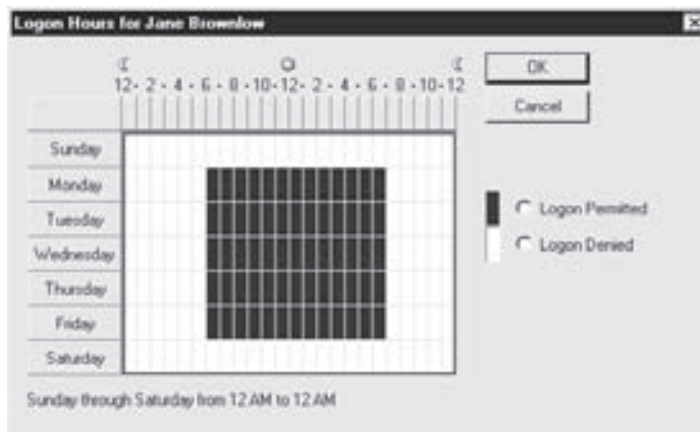 Logon Hours for Jane Brownlow
12 - 2 - 4 - 6 - 8 - 10 - 12 - 2 - 4 - 6 - 8 - 10 - 12
OK
Cancel
Sunday
Monday
Tuesday
Wednesday
Thursday
Friday
Saturday
Logon Permitted
Logon Denied
Sunday through Saturday from 12 AM to 12 AM